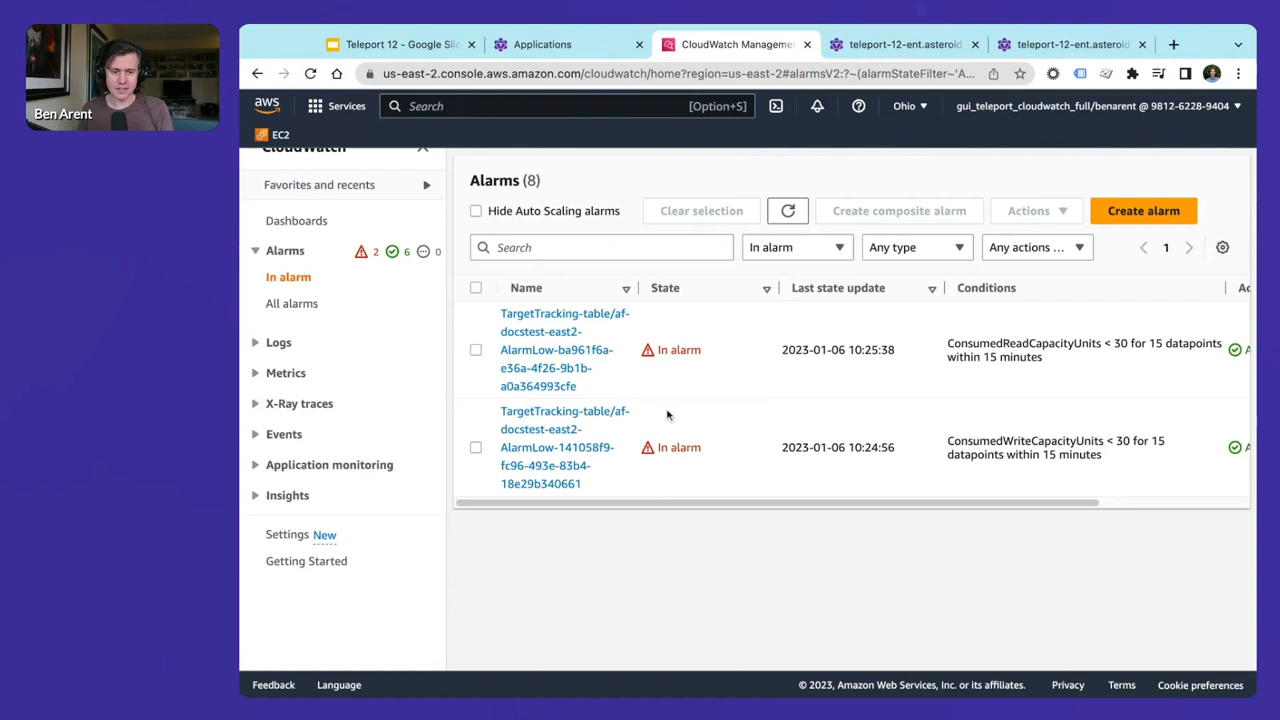 Ben Arent
Teleport 12 - Google Slic
Applications
CloudWatch Manageme
teleport-12-ent.asteroid
teleport-12-ent.asteroid
us-east-2.console.aws.amazon.com/cloudwatch/home?region=us-east-2#alarmsV2:?~(alarmStateFilter~'A...
aws
Services
Search
[Option+S]
Ohio
gui_teleport_cloudwatch_full/benarent @ 9812-6228-9404
EC2
CloudWatch
Favorites and recents
Dashboards
Alarms
2
6
0
In alarm
All alarms
Logs
Metrics
X-Ray traces
Events
Application monitoring
Insights
Settings New
Getting Started
Alarms (8)
Hide Auto Scaling alarms
Clear selection
Create composite alarm
Actions
Create alarm
Search
In alarm
Any type
Any actions ...
1
Name
State
Last state update
Conditions
Ac
TargetTracking-table/af-
docstest-east2-
AlarmLow-ba961f6a-
e36a-4f26-9b1b-
a0a364993cfe
In alarm
2023-01-06 10:25:38
ConsumedReadCapacityUnits < 30 for 15 datapoints
within 15 minutes
A
TargetTracking-table/af-
docstest-east2-
AlarmLow-141058f9-
fc96-493e-83b4-
18e29b340661
In alarm
2023-01-06 10:24:56
ConsumedWriteCapacityUnits < 30 for 15
datapoints within 15 minutes
A
Feedback
Language
© 2023, Amazon Web Services, Inc. or its affiliates.
Privacy
Terms
Cookie preferences